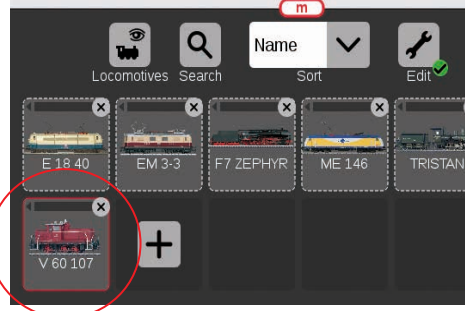 m
Name
Locomotives Search Sort Edit
E 18 40 EM 3-3 F7 ZEPHYR ME 146 TRISTAN
V 60 107